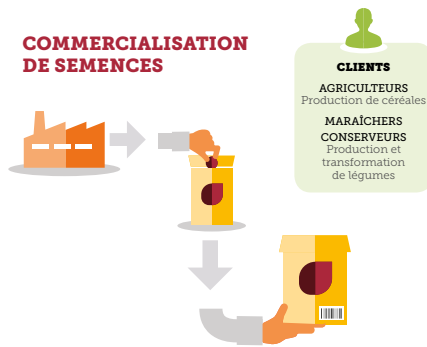 COMMERCIALISATION
DE SEMENCES
CLIENTS
AGRICULTEURS
Production de céréales
MARAÎCHERS
CONSERVEURS
Production et
transformation
de légumes